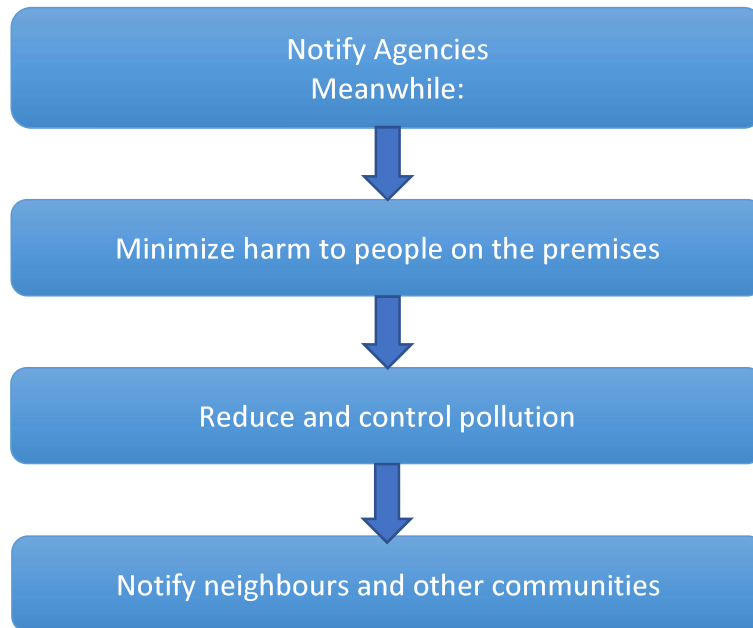 Notify Agencies
Meanwhile:
Minimize harm to people on the premises
Reduce and control pollution
Notify neighbours and other communities